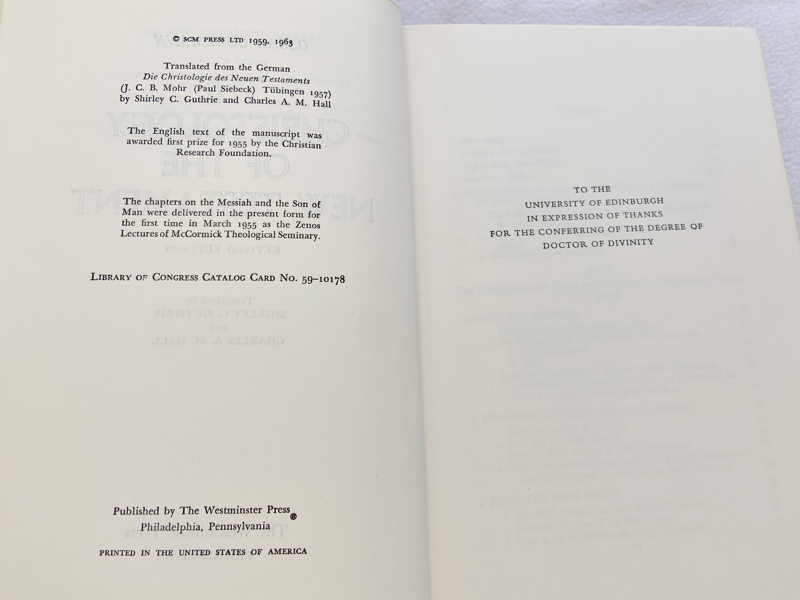 © SCM PRESS LTD 1959, 1963
Translated from the German
Die Christologie des Neuen Testaments
(J. C. B. Mohr (Paul Siebeck) Tübingen 1957)
by Shirley C. Guthrie and Charles A. M. Hall
The English text of the manuscript was
awarded first prize for 1955 by the Christian
Research Foundation.
The chapters on the Messiah and the Son of
Man were delivered in the present form for
the first time in March 1955 as the Zenos
Lectures of McCormick Theological Seminary.
LIBRARY OF CONGRESS CATALOG CARD NO. 59-10178
Published by The Westminster Press®
Philadelphia, Pennsylvania
PRINTED IN THE UNITED STATES OF AMERICA
TO THE
UNIVERSITY OF EDINBURGH
IN EXPRESSION OF THANKS
FOR THE CONFERRING OF THE DEGREE OF
DOCTOR OF DIVINITY